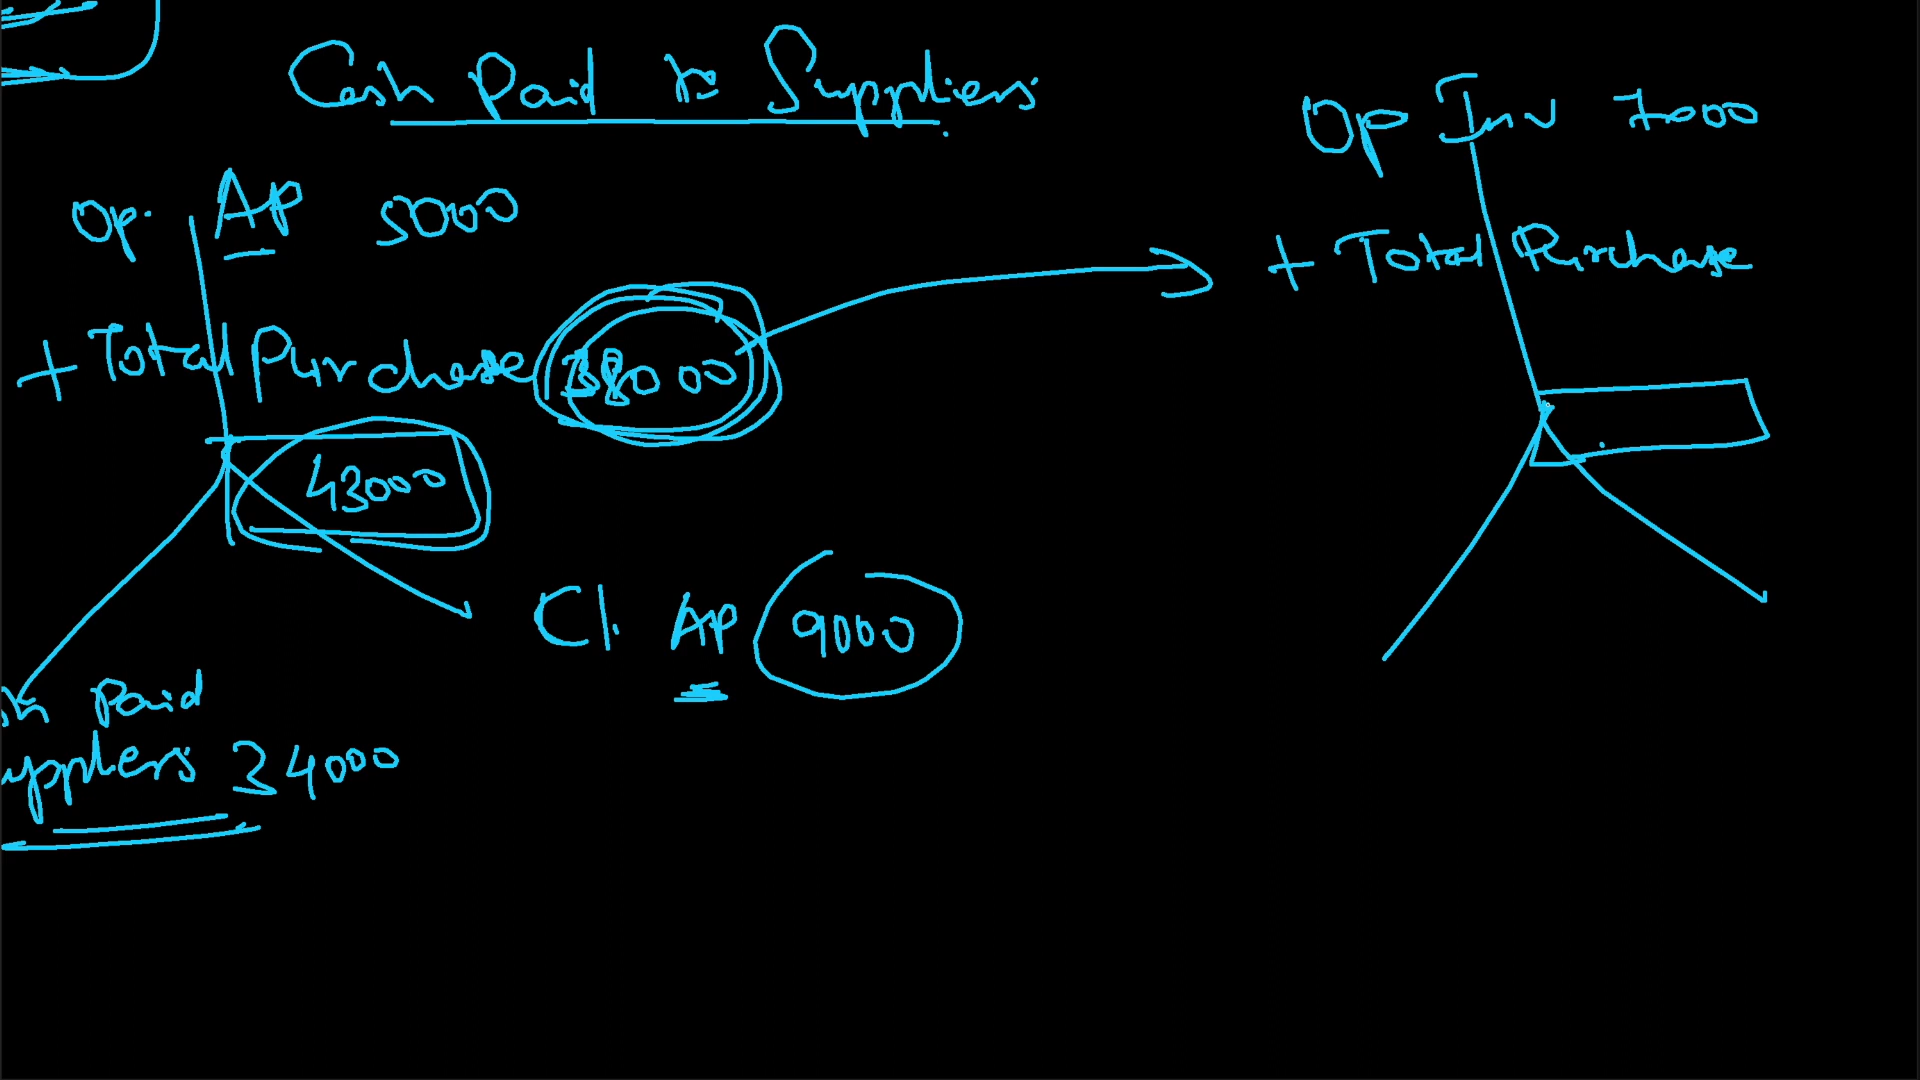 Cash Paid to Suppliers
Op. AP 5000
+ Total Purchase 38000
43000
Cl. AP 9000
Paid
34000
Op Inv 7000
+ Total Purchase